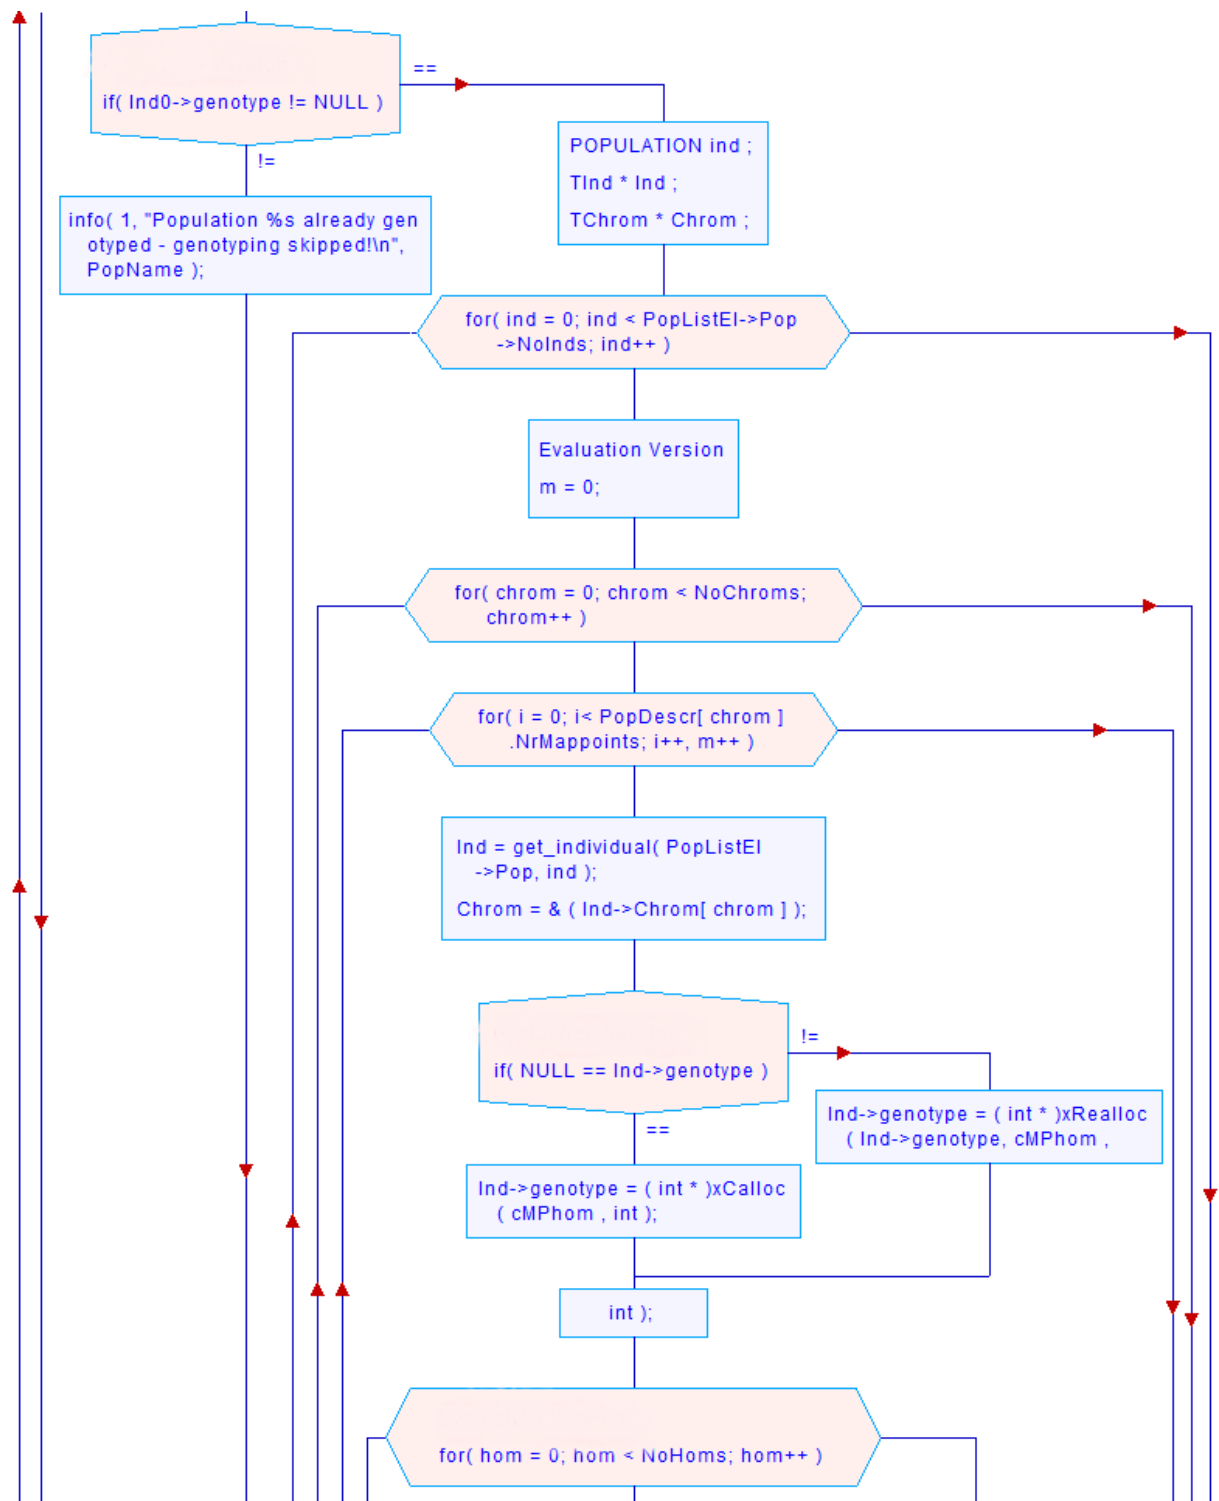 ==
if( Ind0->genotype != NULL )
!=
POPULATION ind ;
TInd * Ind ;
TChrom * Chrom ;
info( 1, "Population %s already gen
otyped - genotyping skipped!\n",
PopName );
for( ind = 0; ind < PopListEl->Pop
->NoInds; ind++ )
Evaluation Version
m = 0;
for( chrom = 0; chrom < NoChroms;
chrom++ )
for( i = 0; i< PopDescr[ chrom ]
.NrMappoints; i++, m++ )
Ind = get_individual( PopListEl
->Pop, ind );
Chrom = & ( Ind->Chrom[ chrom ] );
!=
if( NULL == Ind->genotype )
==
Ind->genotype = ( int * )xRealloc
( Ind->genotype, cMPhom ,
Ind->genotype = ( int * )xCalloc
( cMPhom , int );
int );
for( hom = 0; hom < NoHoms; hom++ )